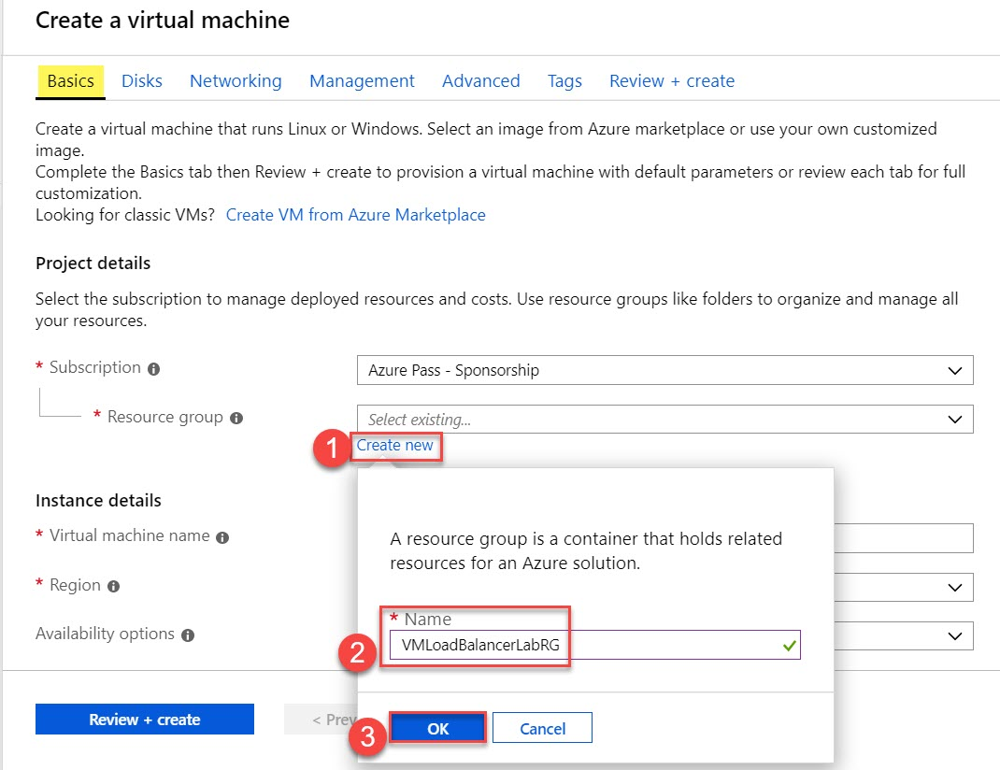 Create a virtual machine
Basics Disks Networking Management Advanced Tags Review + create
Create a virtual machine that runs Linux or Windows. Select an image from Azure marketplace or use your own customized
image.
Complete the Basics tab then Review + create to provision a virtual machine with default parameters or review each tab for full
customization.
Looking for classic VMs? Create VM from Azure Marketplace
Project details
Select the subscription to manage deployed resources and costs. Use resource groups like folders to organize and manage all
your resources.
* Subscription
Azure Pass - Sponsorship
* Resource group
Select existing...
1 Create new
A resource group is a container that holds related
resources for an Azure solution.
* Name
2 VMLoadBalancerLabRG
3 OK Cancel
Instance details
* Virtual machine name
* Region
Availability options
Review + create
< Prev